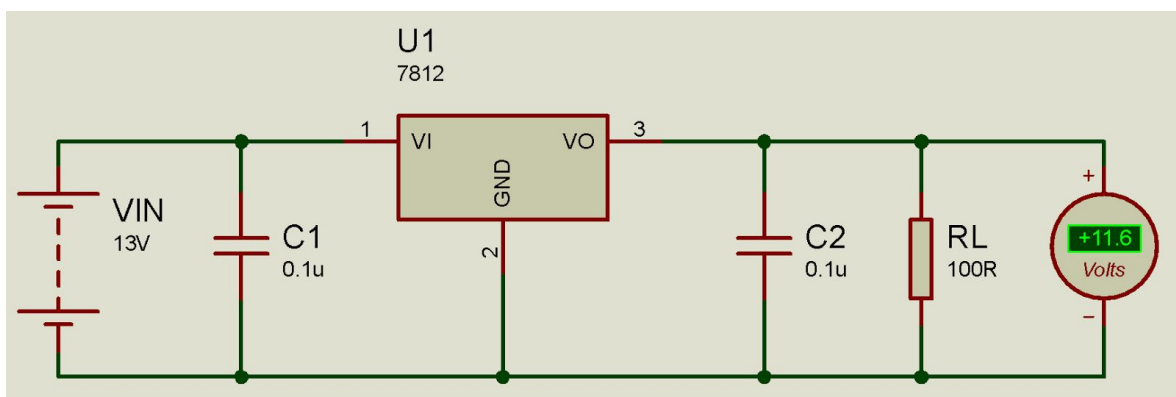 U1
7812
1
VI
VO
3
GND
2
VIN
13V
C1
0.1u
C2
0.1u
RL
100R
+
+11.6
Volts
−